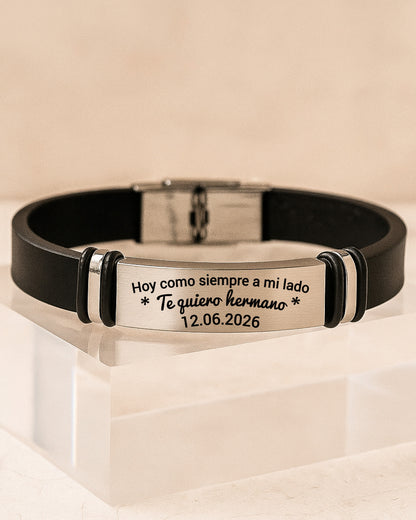 Hoy como siempre a mi lado
* Te quiero hermano *
12.06.2026